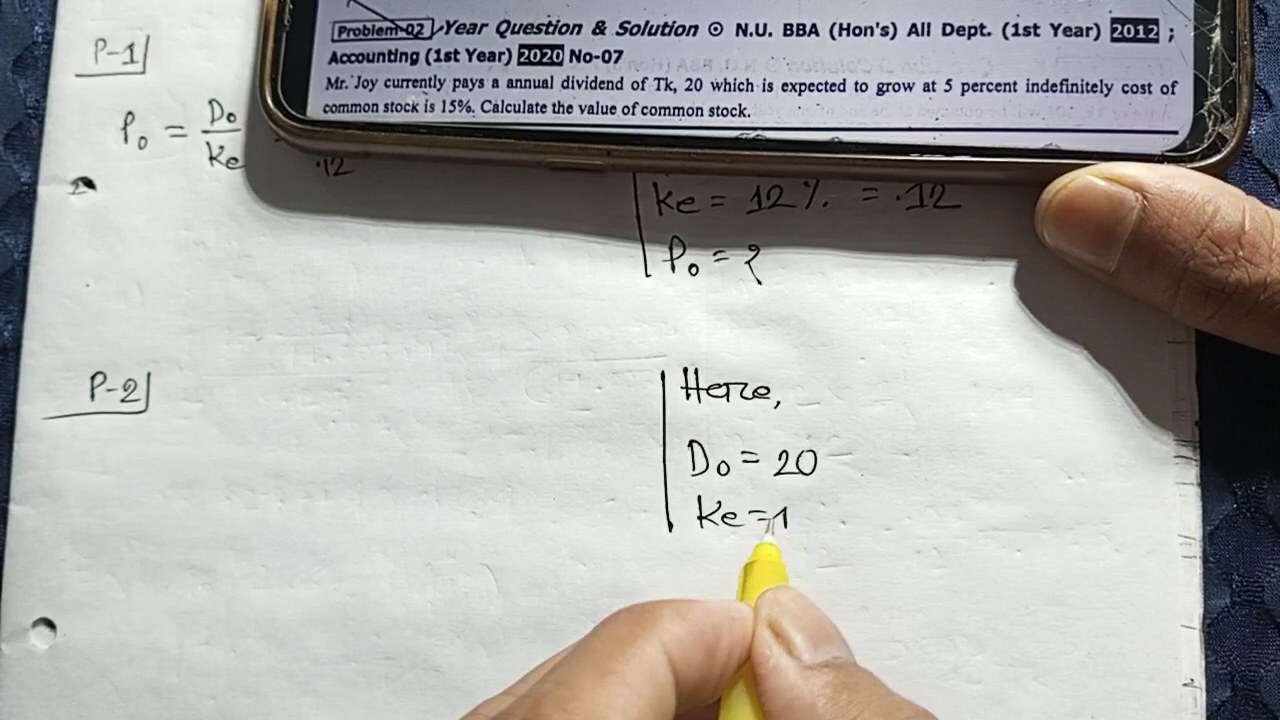 Problem-02 Year Question & Solution ⊙ N.U. BBA (Hon's) All Dept. (1st Year) 2012 ;
Accounting (1st Year) 2020 No-07
Mr. Joy currently pays a annual dividend of Tk, 20 which is expected to grow at 5 percent indefinitely cost of
common stock is 15%. Calculate the value of common stock.
P-1
P₀ = D₀/Ke
.12
Ke = 12% = .12
P₀ = ?
P-2
Here,
D₀ = 20
Ke = 1